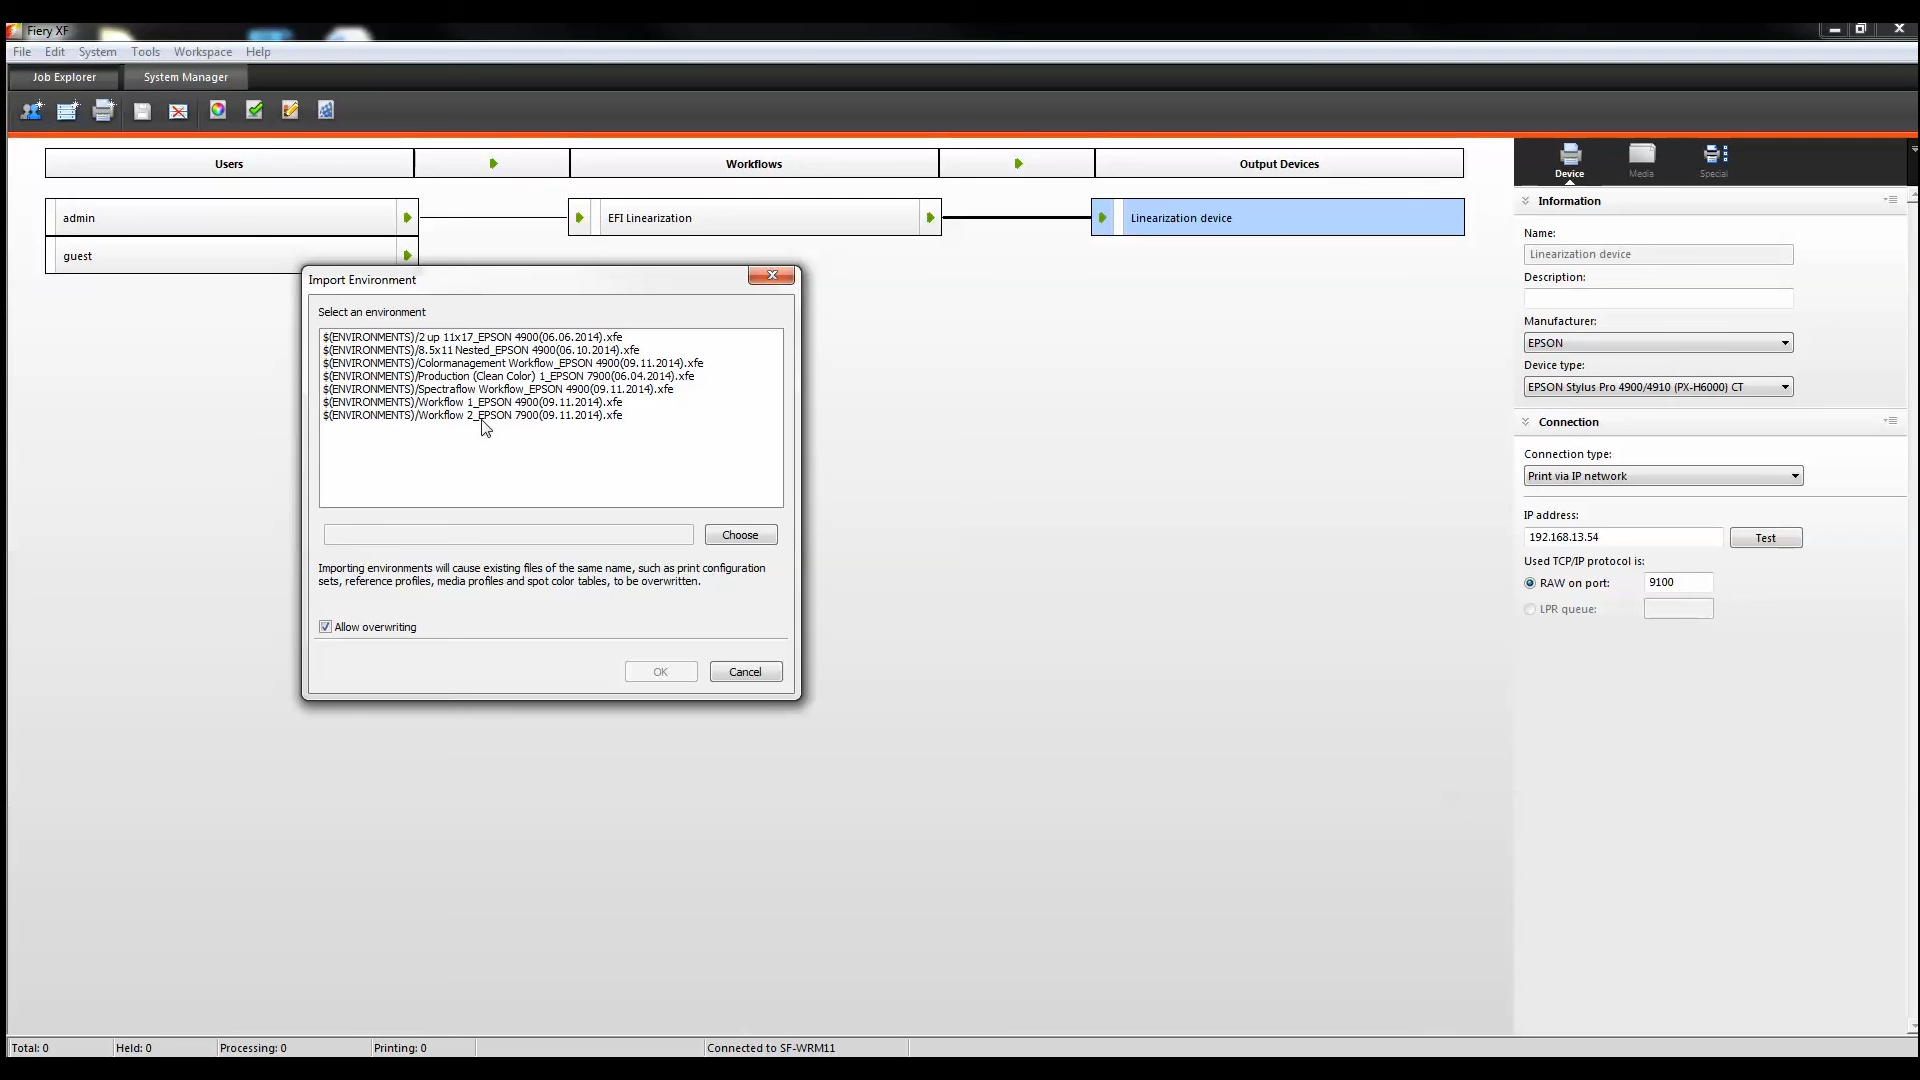 Fiery XF
File Edit System Tools Workspace Help
Job Explorer System Manager
Users Workflows Output Devices
Device Media Special
admin EFI Linearization Linearization device
guest
Import Environment
Select an environment
$(ENVIRONMENTS)/2 up 11x17_EPSON 4900(06.06.2014).xfe
$(ENVIRONMENTS)/8.5x11 Nested_EPSON 4900(06.10.2014).xfe
$(ENVIRONMENTS)/Colormanagement Workflow_EPSON 4900(09.11.2014).xfe
$(ENVIRONMENTS)/Production (Clean Color) 1_EPSON 7900(06.04.2014).xfe
$(ENVIRONMENTS)/Spectraflow Workflow_EPSON 4900(09.11.2014).xfe
$(ENVIRONMENTS)/Workflow 1_EPSON 4900(09.11.2014).xfe
$(ENVIRONMENTS)/Workflow 2_EPSON 7900(09.11.2014).xfe
Choose
Importing environments will cause existing files of the same name, such as print configuration
sets, reference profiles, media profiles and spot color tables, to be overwritten.
Allow overwriting
OK Cancel
Information
Name:
Linearization device
Description:
Manufacturer:
EPSON
Device type:
EPSON Stylus Pro 4900/4910 (PX-H6000) CT
Connection
Connection type:
Print via IP network
IP address:
192.168.13.54 Test
Used TCP/IP protocol is:
RAW on port: 9100
LPR queue:
Total: 0 Held: 0 Processing: 0 Printing: 0 Connected to SF-WRM11